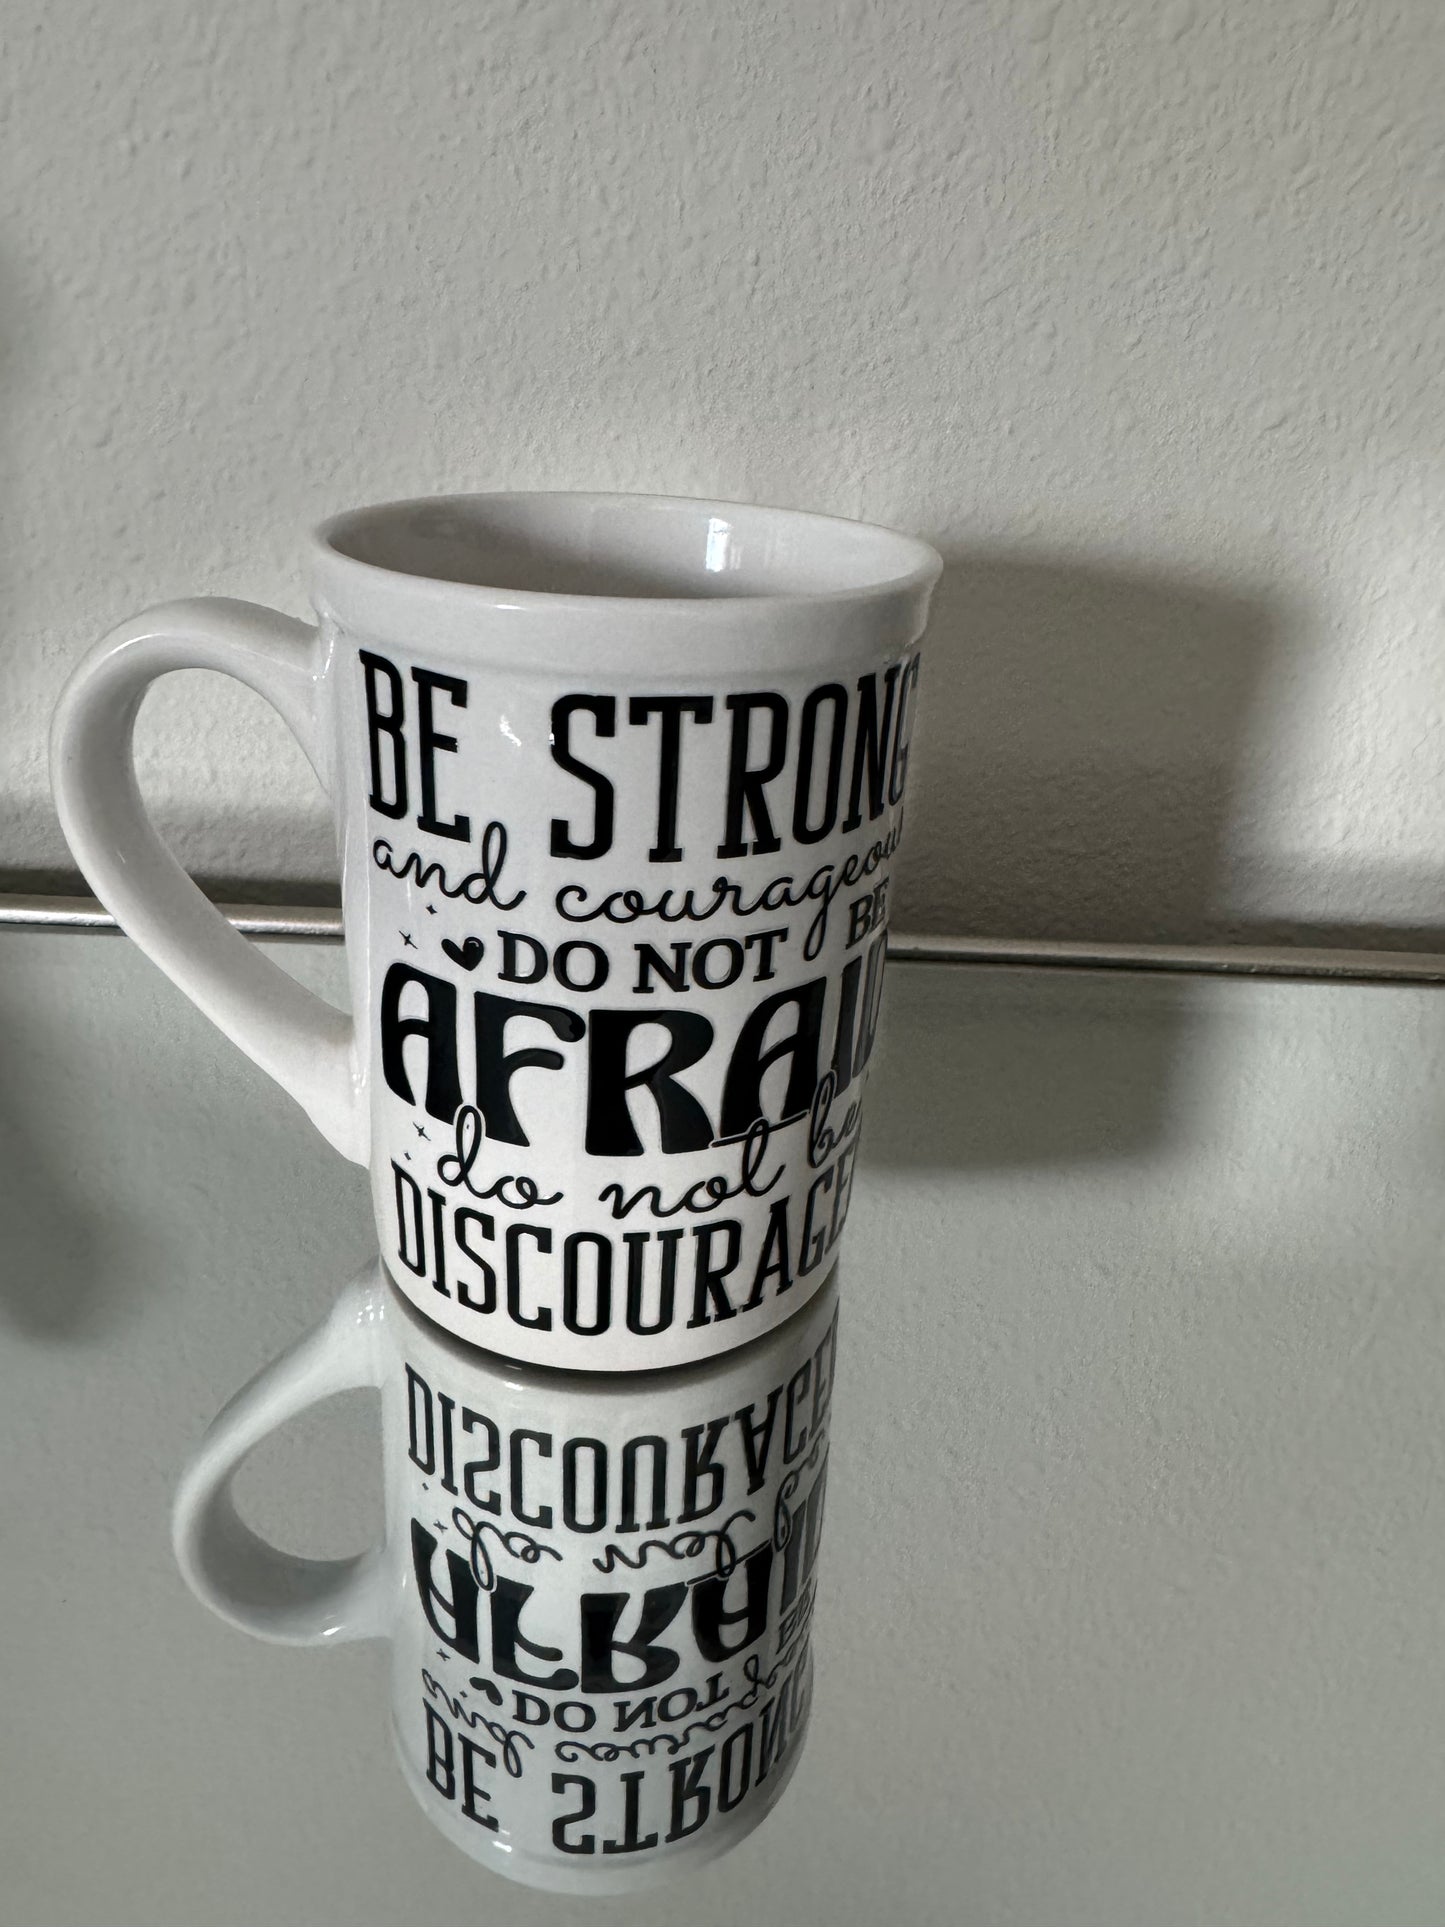 BE STRONG
and courageous
DO NOT BE
AFRAID
do not be
DISCOURAGED